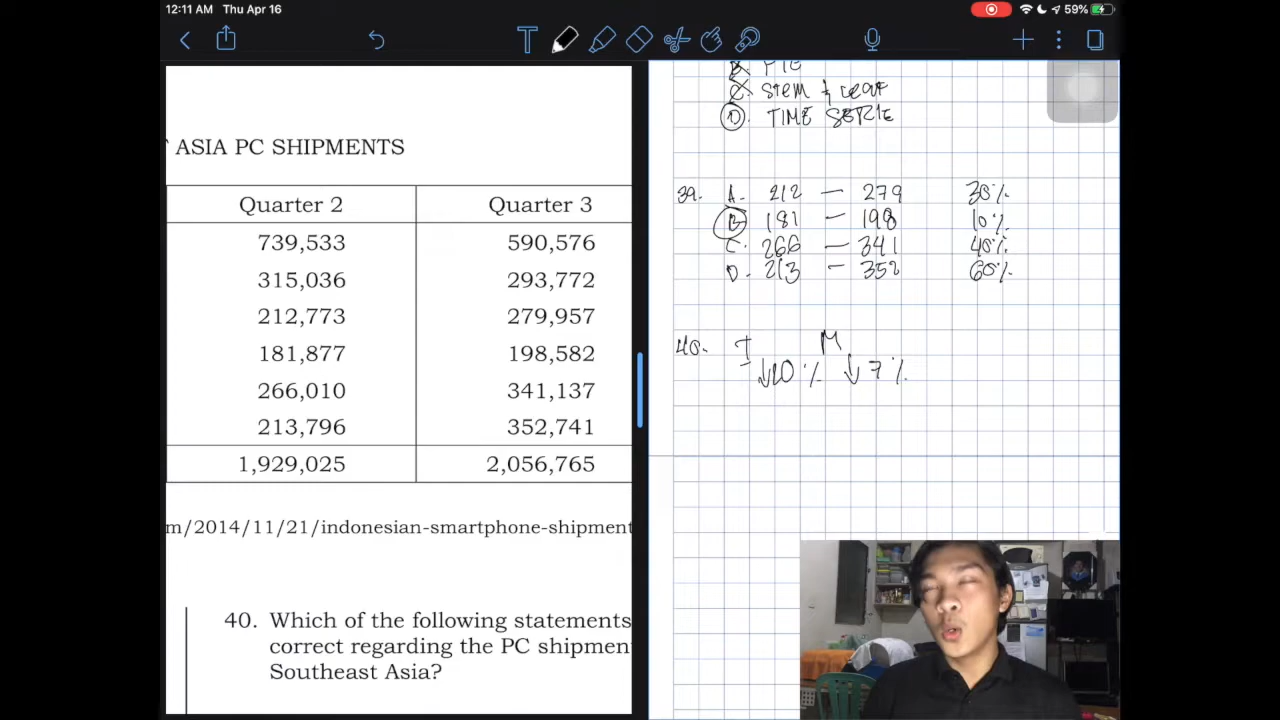 12:11 AM Thu Apr 16
59%
T
ASIA PC SHIPMENTS
Quarter 2 Quarter 3
739,533 590,576
315,036 293,772
212,773 279,957
181,877 198,582
266,010 341,137
213,796 352,741
1,929,025 2,056,765
m/2014/11/21/indonesian-smartphone-shipment
40. Which of the following statements
correct regarding the PC shipmen
Southeast Asia?
B. PIE
C. Stem & Leaf
D. TIME SERIE
39. A. 212 — 279 30%
B 181 — 198 10%
C. 266 — 341 40%
D. 213 — 352 60%
40. T M
↓20% ↓7%